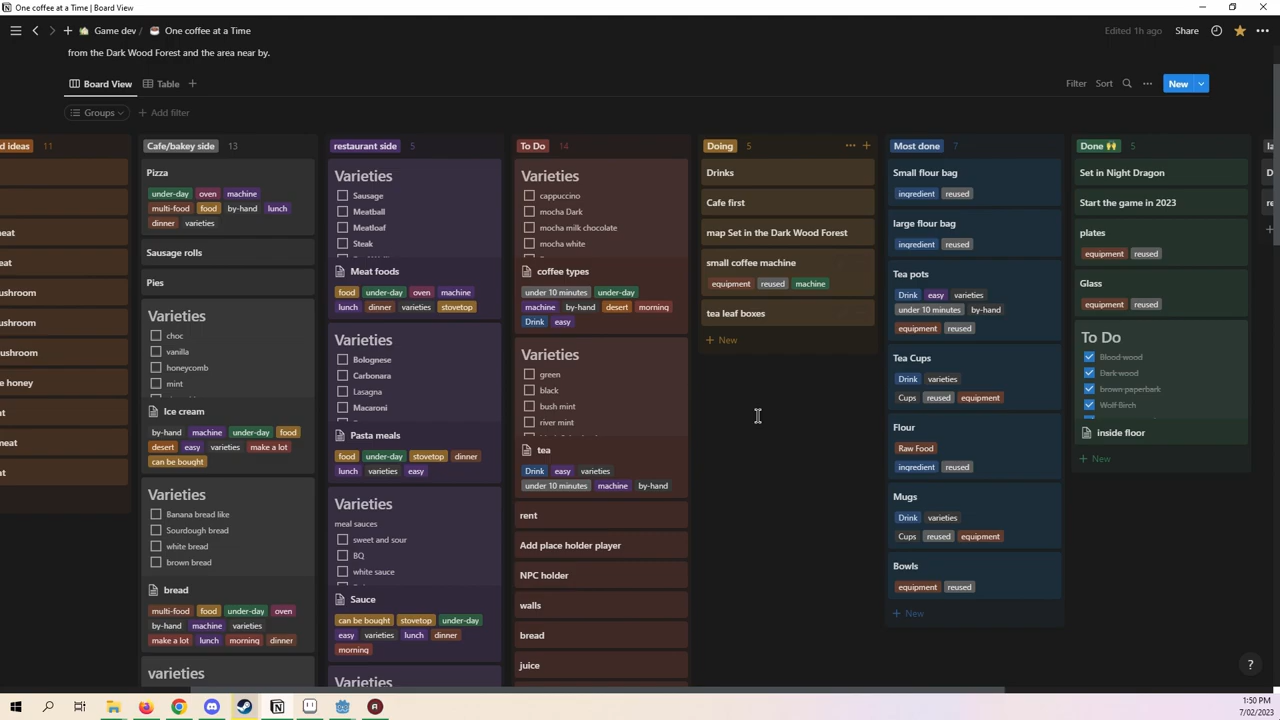 One coffee at a Time | Board View
Game dev / One coffee at a Time
Edited 1h ago
Share
from the Dark Wood Forest and the area near by.
Board View
Table
Filter
Sort
New
Groups
Add filter
d ideas 11
eat
eat
ushroom
ushroom
ushroom
e honey
nt
neat
nt
Cafe/bakey side 13
Pizza
under-day oven machine
multi-food food by-hand lunch
dinner varieties
Sausage rolls
Pies
Varieties
choc
vanilla
honeycomb
mint
Ice cream
by-hand machine under-day food
desert easy varieties make a lot
can be bought
Varieties
Banana bread like
Sourdough bread
white bread
brown bread
bread
multi-food food under-day oven
by-hand machine varieties
make a lot lunch morning dinner
varieties
restaurant side 5
Varieties
Sausage
Meatball
Meatloaf
Steak
Meat foods
food under-day oven machine
lunch dinner varieties stovetop
Varieties
Bolognese
Carbonara
Lasagna
Macaroni
Pasta meals
food under-day stovetop dinner
lunch varieties easy
Varieties
meal sauces
sweet and sour
BQ
white sauce
Sauce
can be bought stovetop under-day
easy varieties lunch dinner
morning
Varieties
To Do 14
Varieties
cappuccino
mocha Dark
mocha milk chocolate
mocha white
coffee types
under 10 minutes under-day
machine by-hand desert morning
Drink easy
Varieties
green
black
bush mint
river mint
tea
Drink easy varieties
under 10 minutes machine by-hand
rent
Add place holder player
NPC holder
walls
bread
juice
Doing 5
Drinks
Cafe first
map Set in the Dark Wood Forest
small coffee machine
equipment reused machine
tea leaf boxes
New
Most done 7
Small flour bag
inqredient reused
large flour bag
inqredient reused
Tea pots
Drink easy varieties
under 10 minutes by-hand
equipment reused
Tea Cups
Drink varieties
Cups reused equipment
Flour
Raw Food
inqredient reused
Mugs
Drink varieties
Cups reused equipment
Bowls
equipment reused
New
Done 5
Set in Night Dragon
Start the game in 2023
plates
equipment reused
Glass
equipment reused
To Do
Blood wood
Dark wood
brown paperbark
Wolf Birch
inside floor
New
la
D
re
?
1:50 PM
7/02/2023